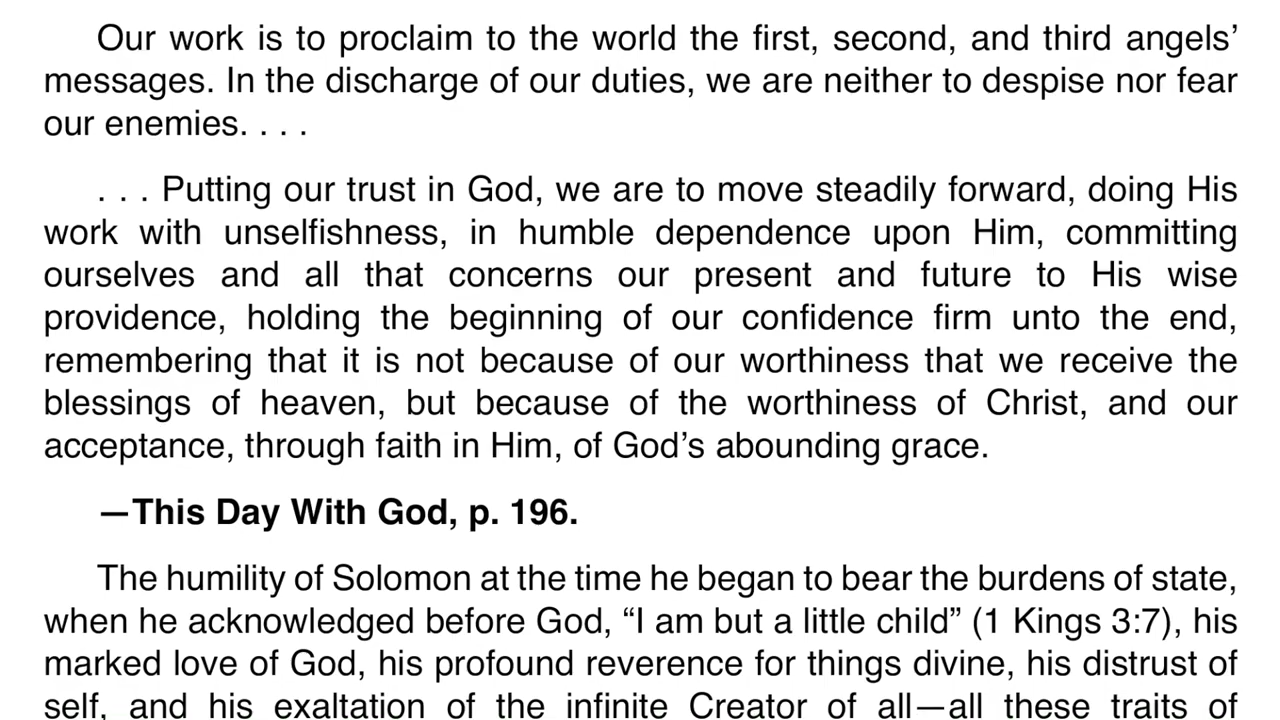 Our work is to proclaim to the world the first, second, and third angels’
messages. In the discharge of our duties, we are neither to despise nor fear
our enemies. . . .
. . . Putting our trust in God, we are to move steadily forward, doing His
work with unselfishness, in humble dependence upon Him, committing
ourselves and all that concerns our present and future to His wise
providence, holding the beginning of our confidence firm unto the end,
remembering that it is not because of our worthiness that we receive the
blessings of heaven, but because of the worthiness of Christ, and our
acceptance, through faith in Him, of God’s abounding grace.
—This Day With God, p. 196.
The humility of Solomon at the time he began to bear the burdens of state,
when he acknowledged before God, “I am but a little child” (1 Kings 3:7), his
marked love of God, his profound reverence for things divine, his distrust of
self, and his exaltation of the infinite Creator of all—all these traits of